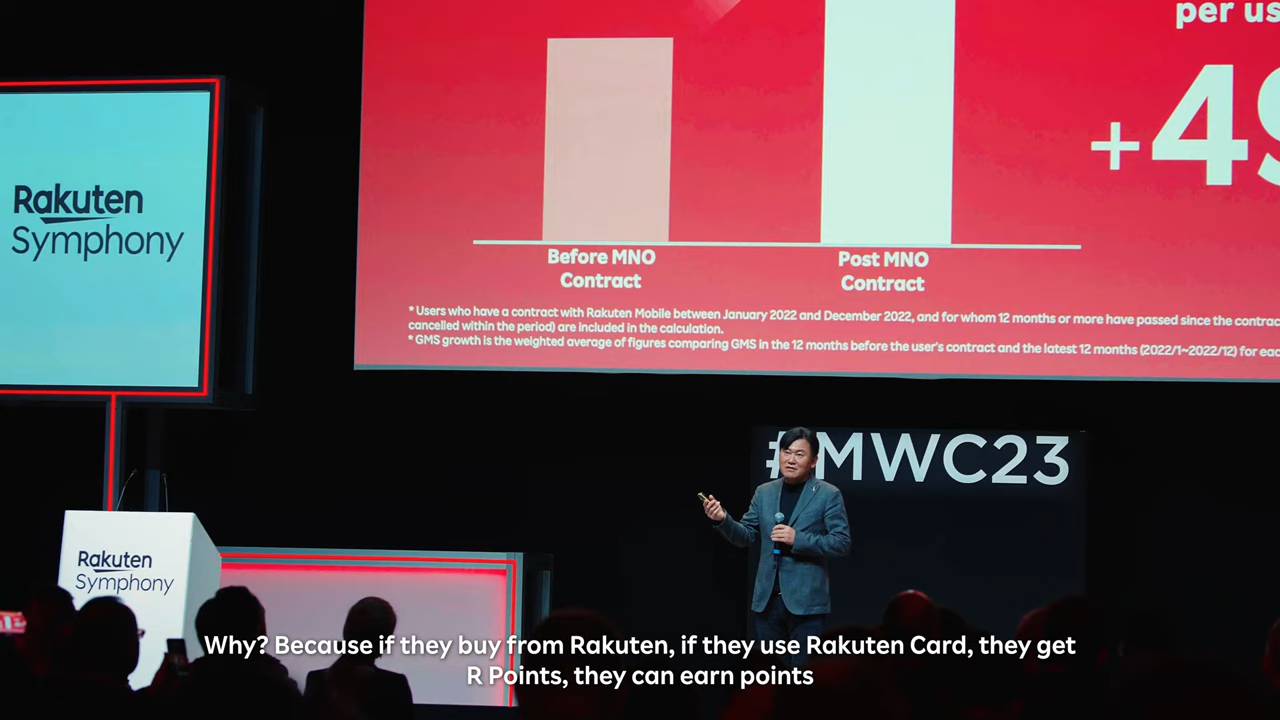 per us
+49
Rakuten
Symphony
Before MNO
Contract
Post MNO
Contract
* Users who have a contract with Rakuten Mobile between January 2022 and December 2022, and for whom 12 months or more have passed since the contrac
cancelled within the period) are included in the calculation.
* GMS growth is the weighted average of figures comparing GMS in the 12 months before the user's contract and the latest 12 months (2022/1~2022/12) for eac
#MWC23
Rakuten
Symphony
Why? Because if they buy from Rakuten, if they use Rakuten Card, they get
R Points, they can earn points